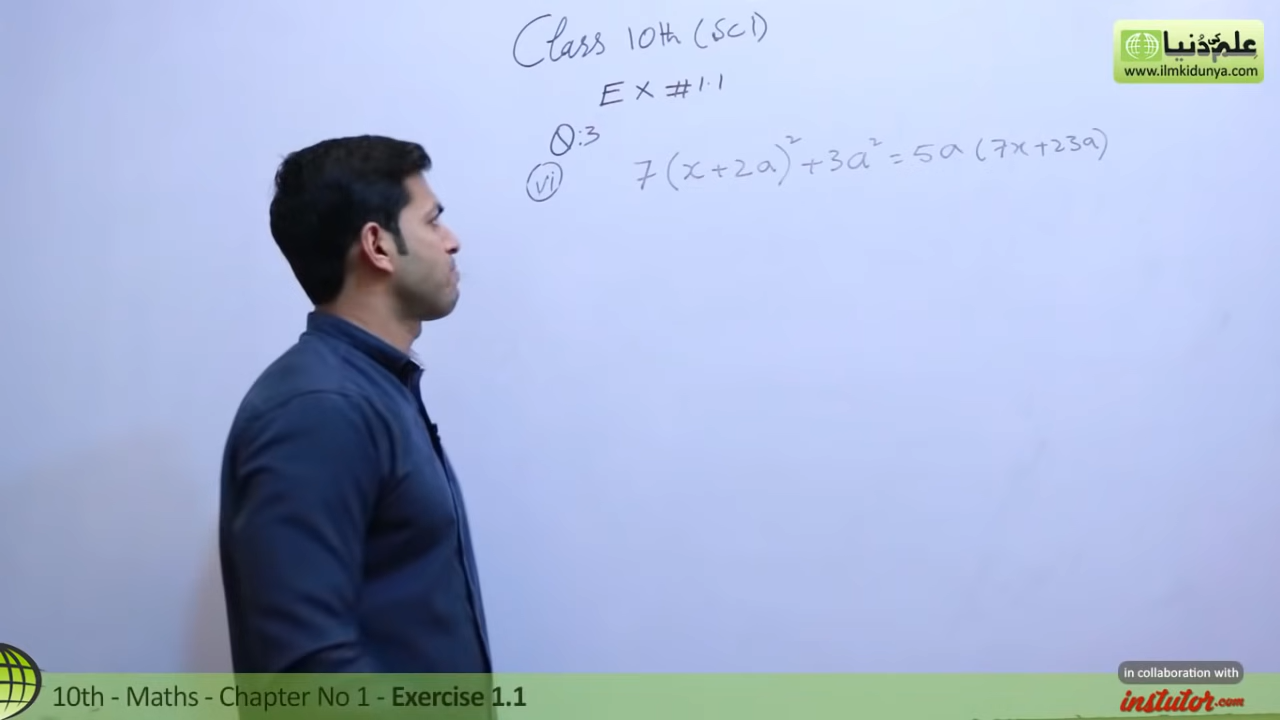 Class 10th (SCI)
EX #1.1
Q:3
(vi) 7(x+2a)²+3a²=5a(7x+23a)
علم کی دُنیا
www.ilmkidunya.com
10th - Maths - Chapter No 1 - Exercise 1.1
in collaboration with
instutor.com